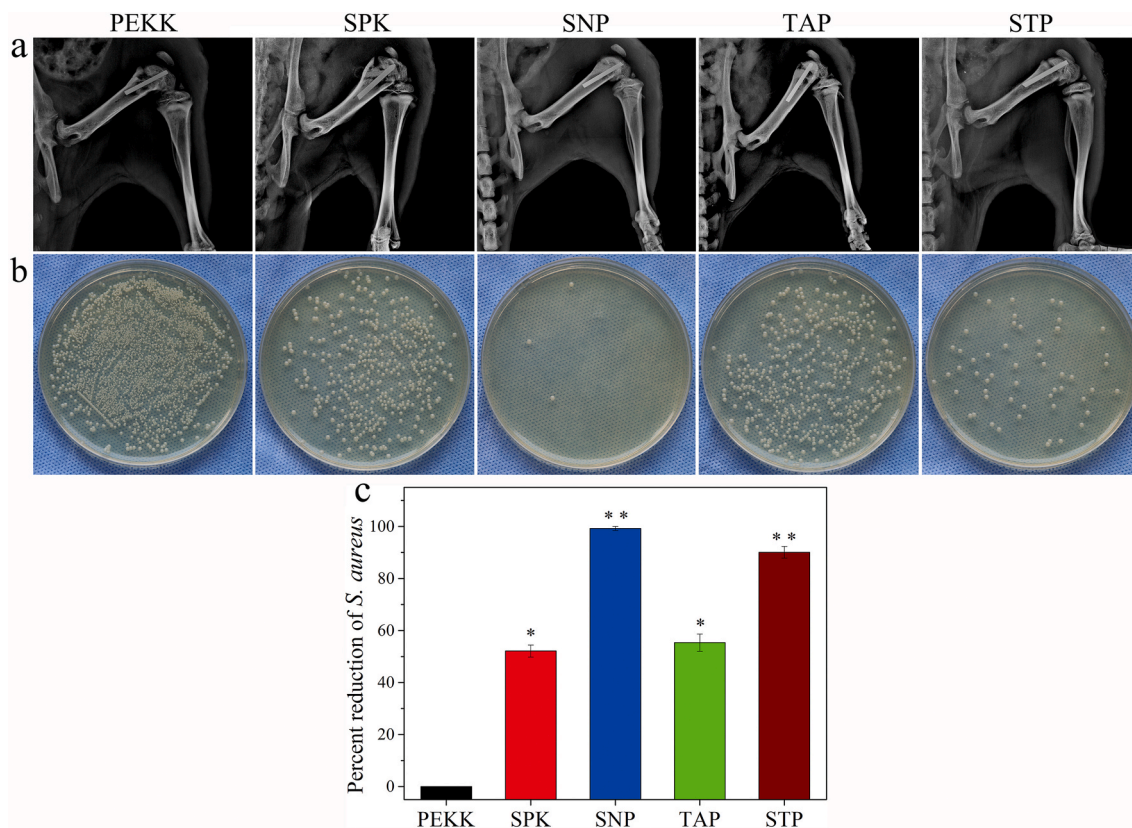 PEKK SPK SNP TAP STP
a
b
c
Percent reduction of S. aureus
100
80
60
40
20
0
* ** * **
PEKK SPK SNP TAP STP